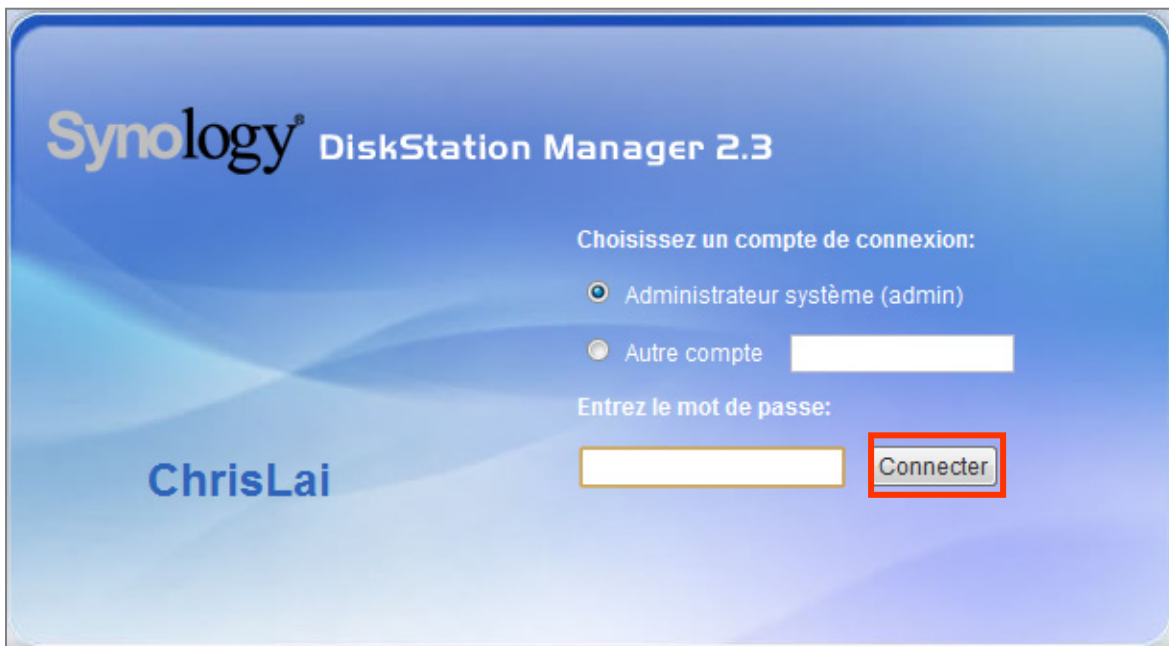 Synology® DiskStation Manager 2.3
Choisissez un compte de connexion:
Administrateur système (admin)
Autre compte
Entrez le mot de passe:
ChrisLai
Connecter